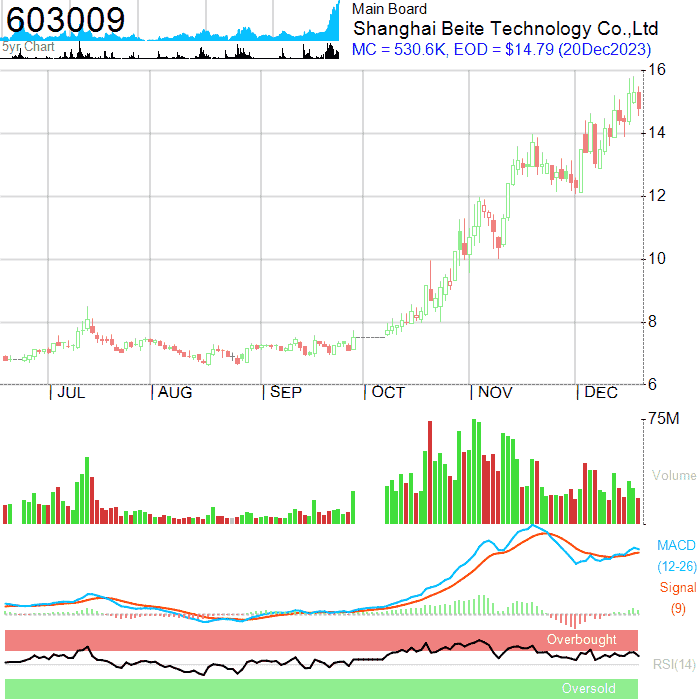 603009
5yr Chart
Main Board
Shanghai Beite Technology Co.,Ltd
MC = 530.6K, EOD = $14.79 (20Dec2023)
16
14
12
10
8
6
JUL AUG SEP OCT NOV DEC
75M
Volume
MACD
(12-26)
Signal
(9)
Overbought
RSI(14)
Oversold